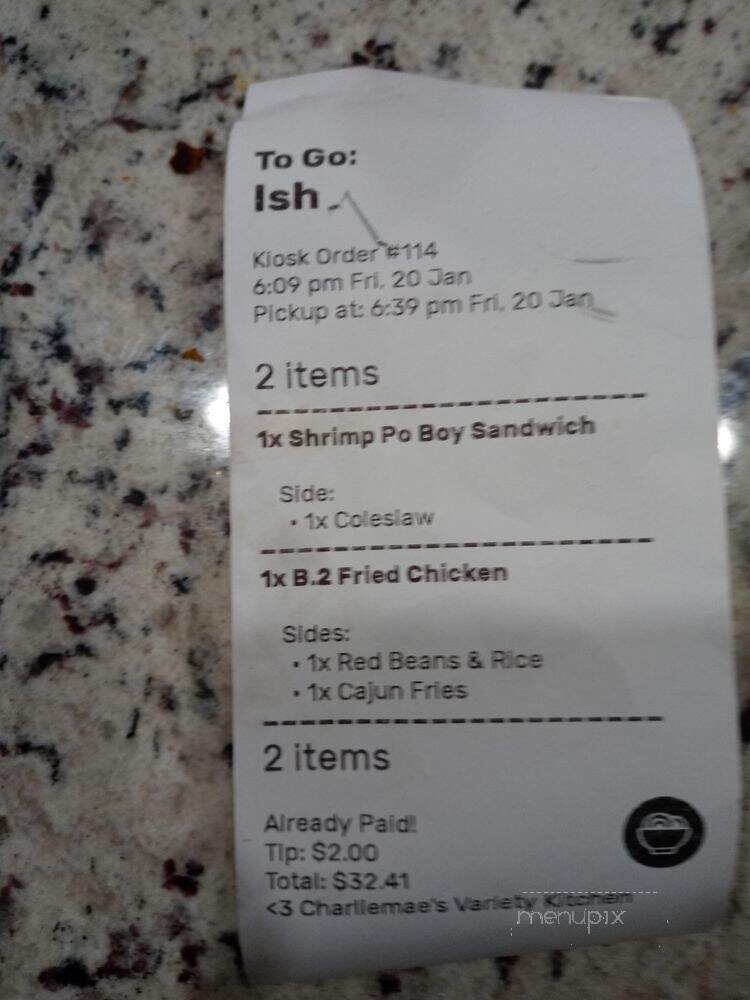 To Go:
Ish
Kiosk Order #114
6:09 pm Fri, 20 Jan
Pickup at: 6:39 pm Fri, 20 Jan
2 items
1x Shrimp Po Boy Sandwich
Side:
• 1x Coleslaw
1x B.2 Fried Chicken
Sides:
• 1x Red Beans & Rice
• 1x Cajun Fries
2 items
Already Paid!
Tip: $2.00
Total: $32.41
<3 Charliemae's Variety Kitchen
menupix